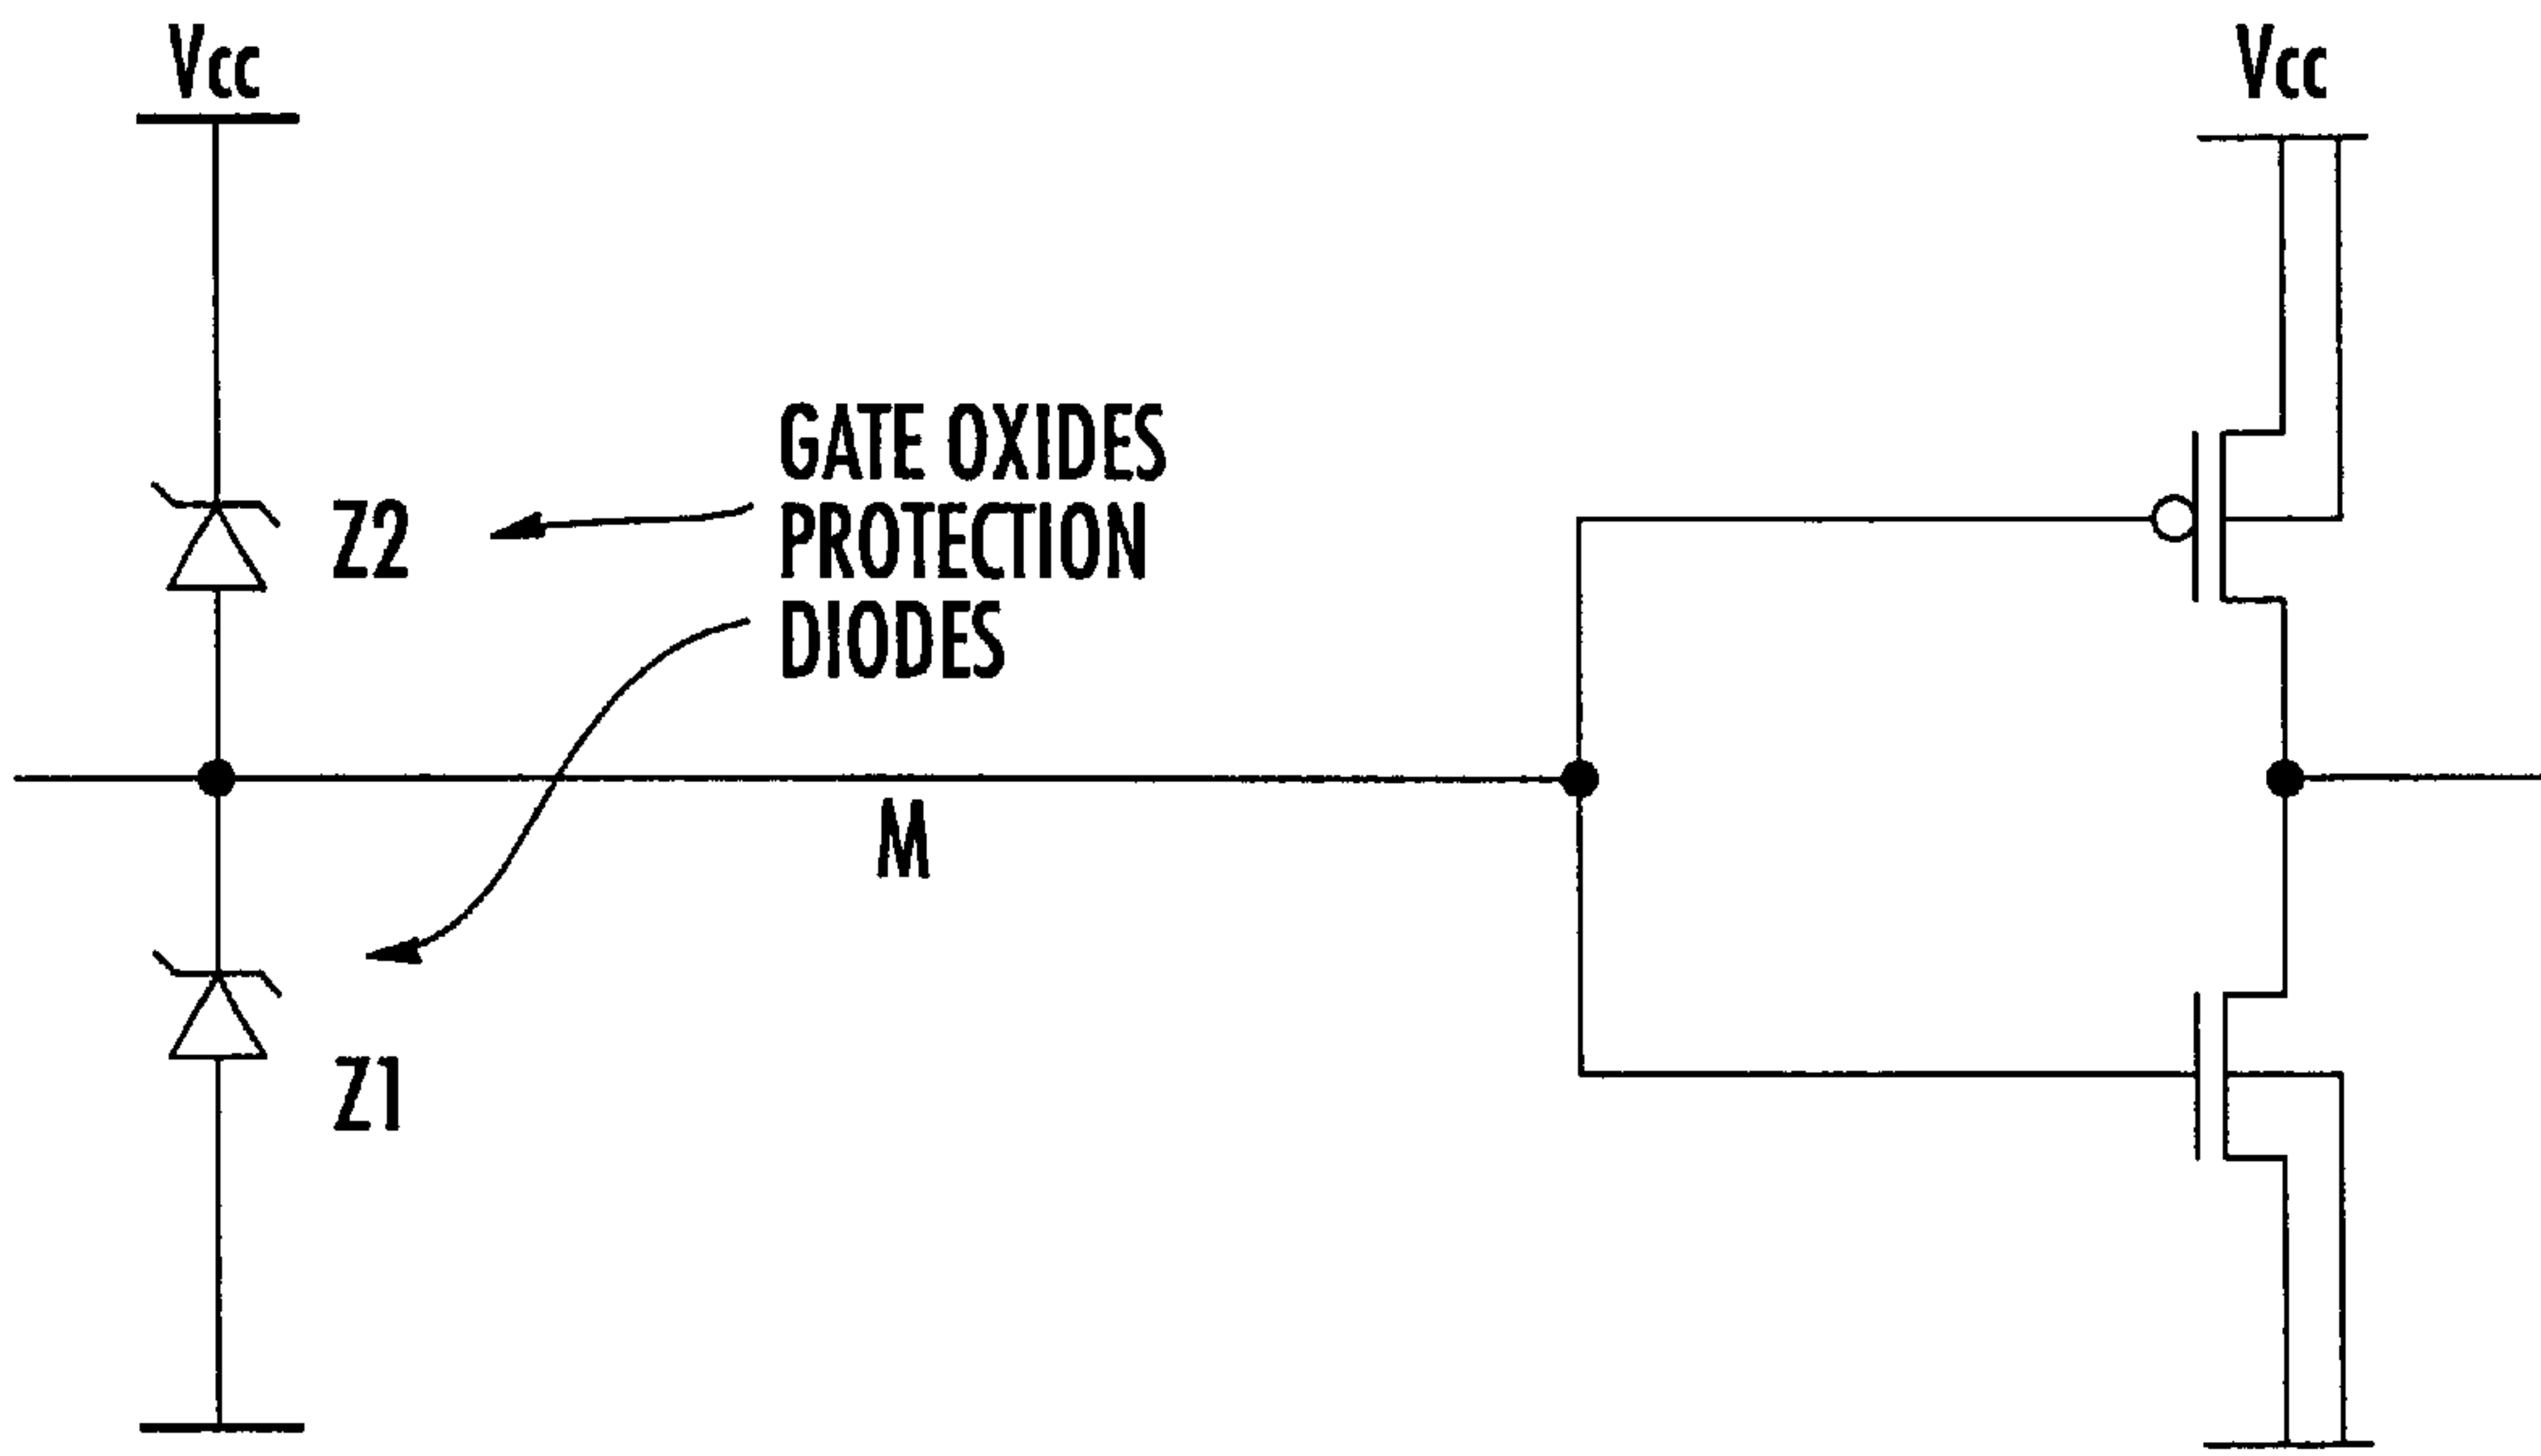 Vcc
Vcc
GATE OXIDES
PROTECTION
DIODES
Z2
M
Z1